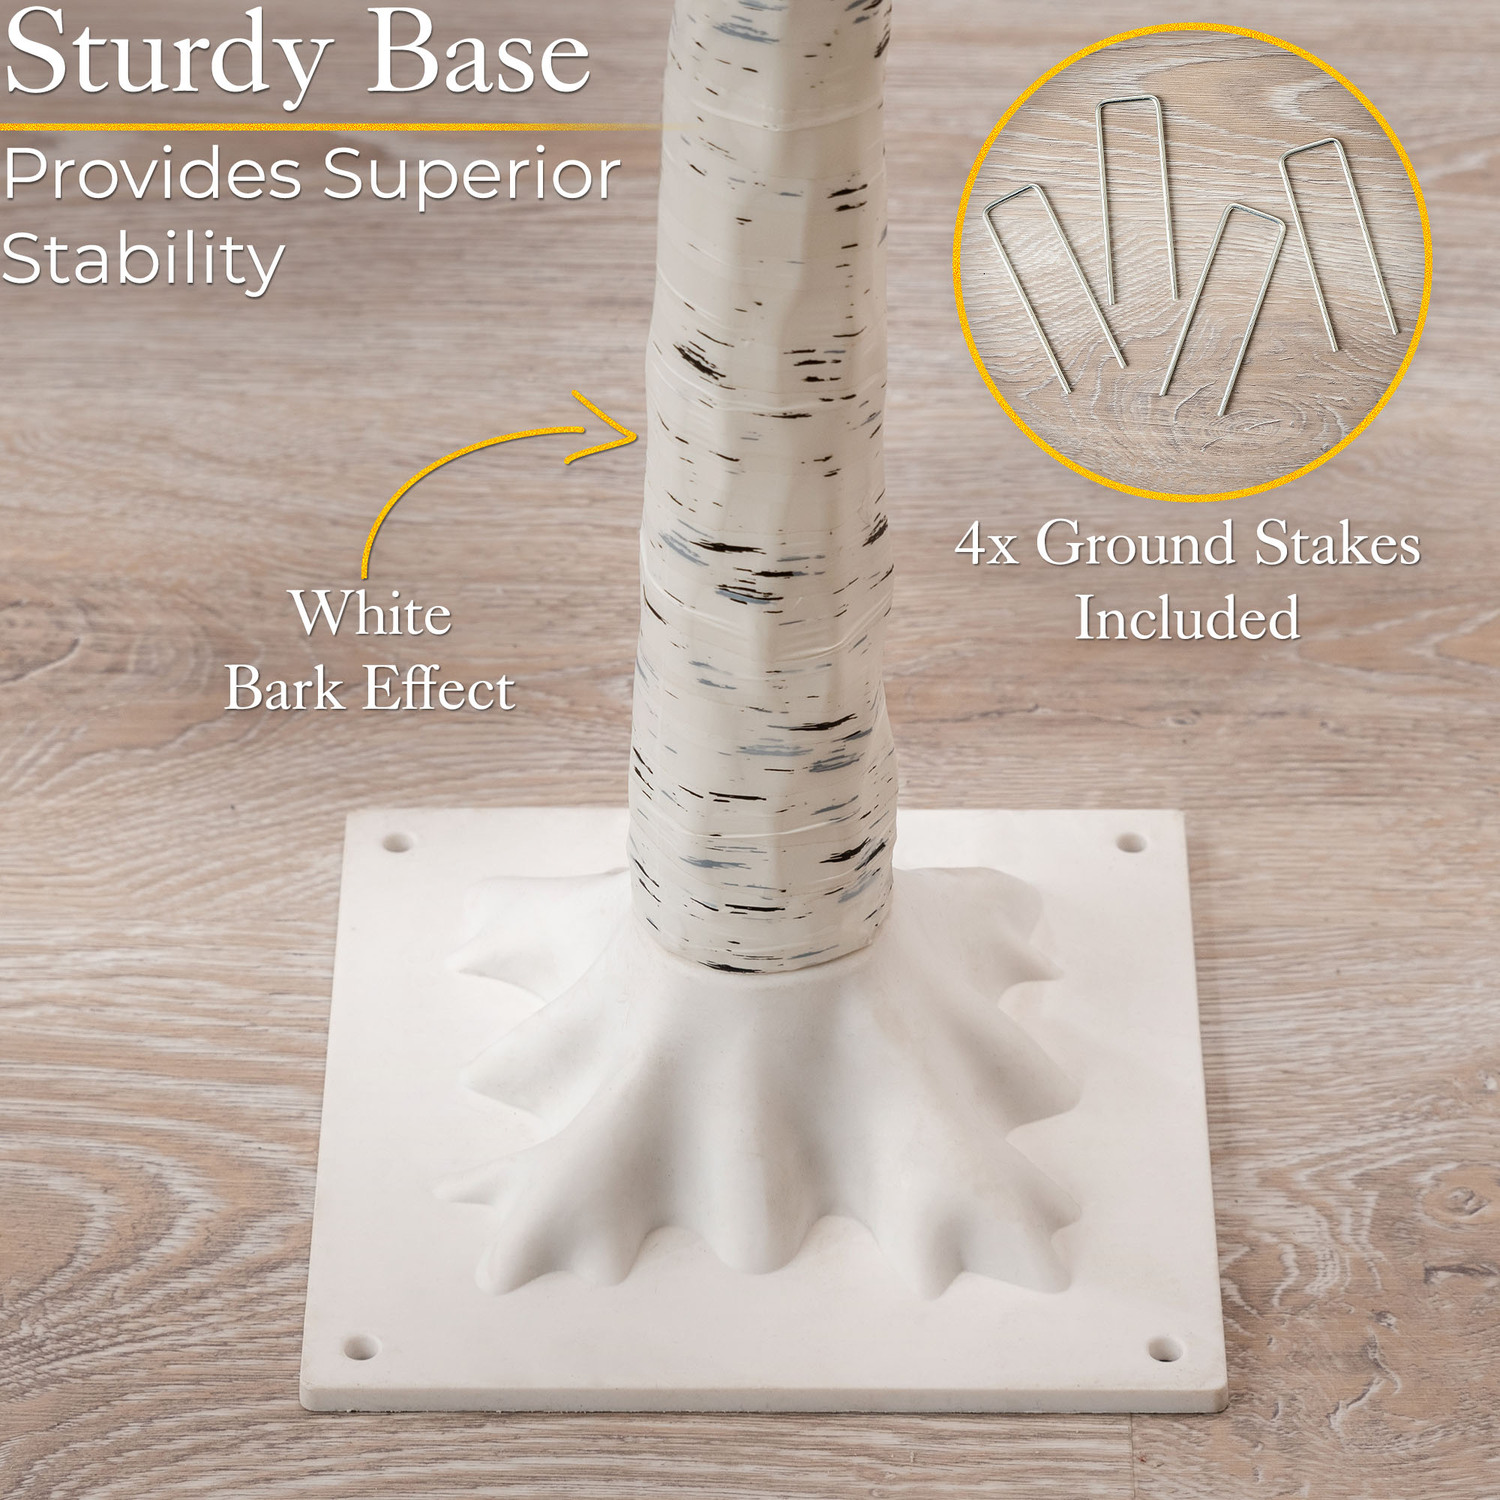 Sturdy Base
Provides Superior
Stability
4x Ground Stakes
Included
White
Bark Effect